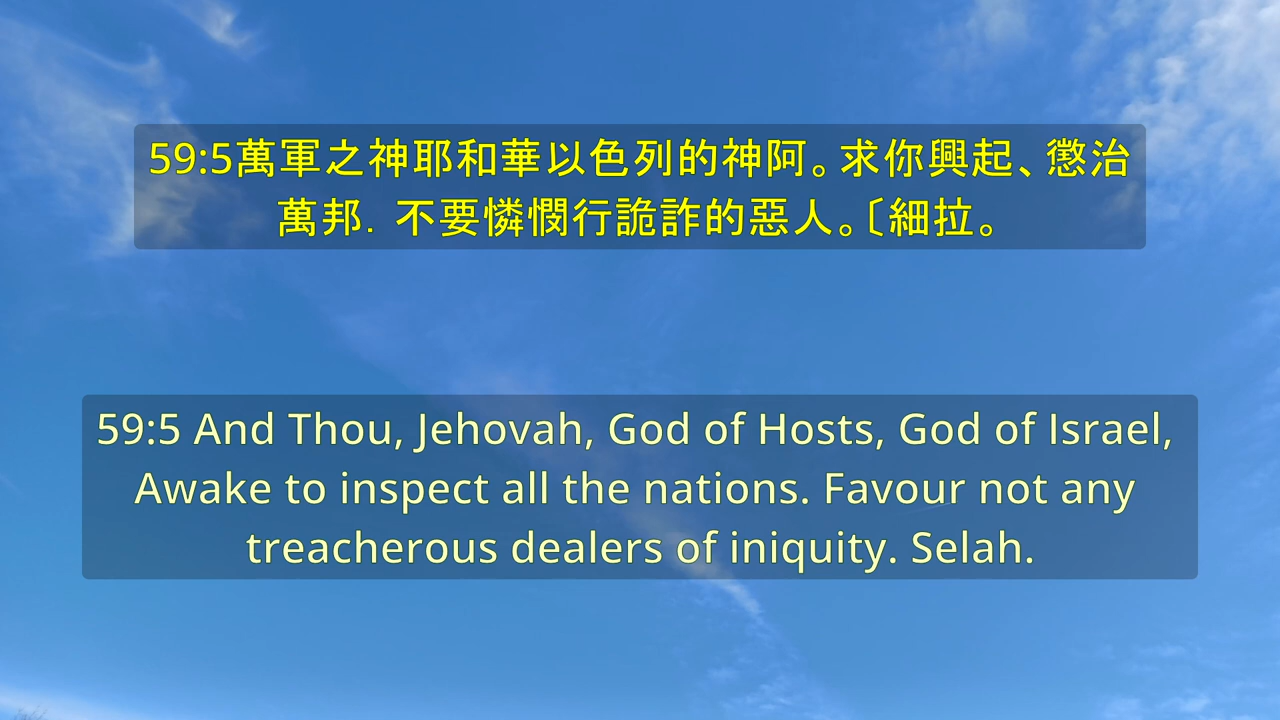 59:5萬軍之神耶和華以色列的神阿。求你興起、懲治
萬邦．不要憐憫行詭詐的惡人。〔細拉。
59:5 And Thou, Jehovah, God of Hosts, God of Israel,
Awake to inspect all the nations. Favour not any
treacherous dealers of iniquity. Selah.